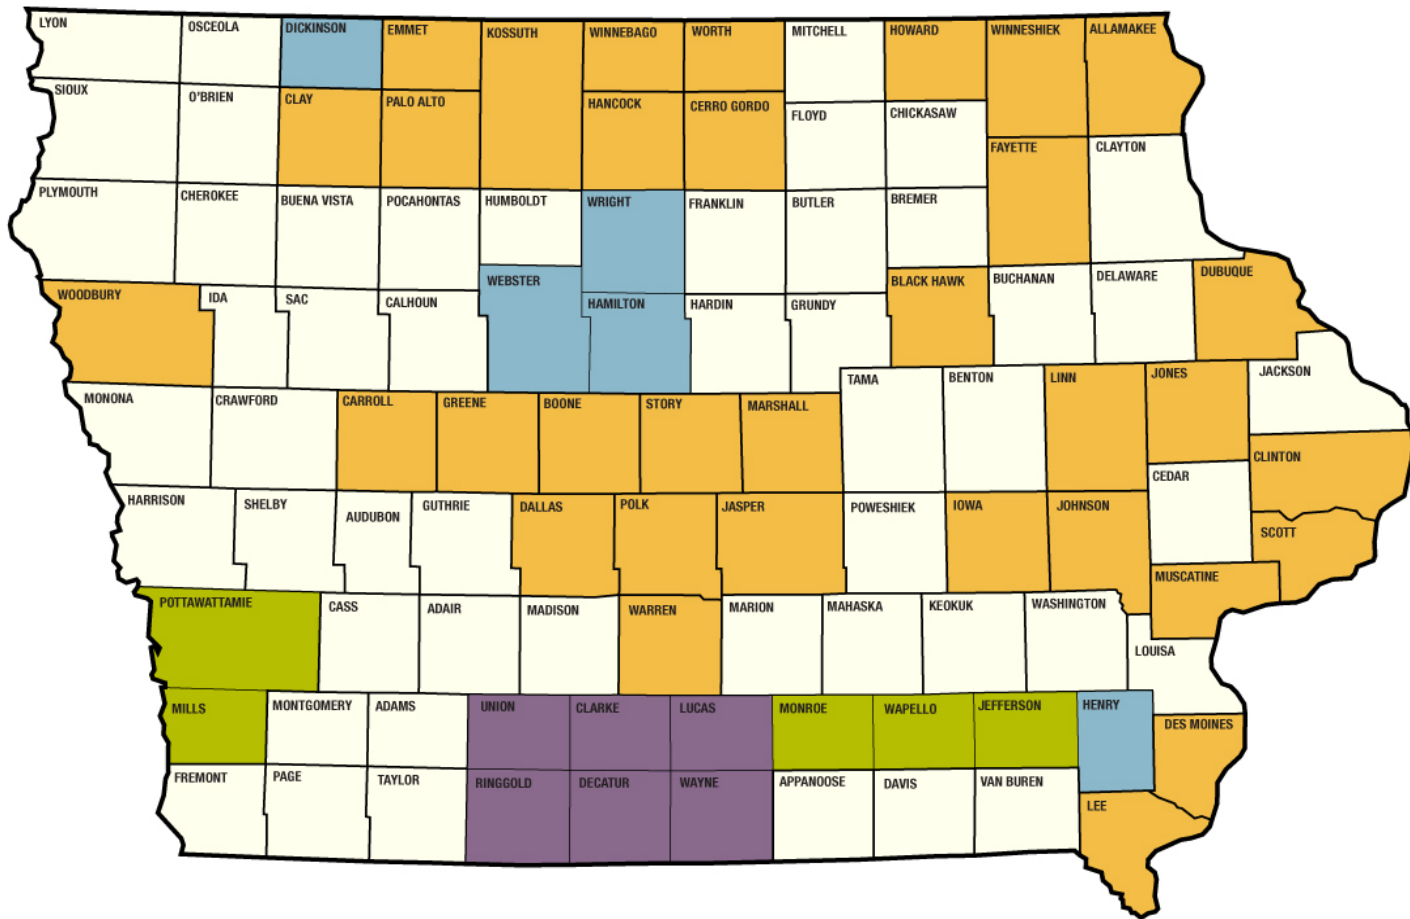 LYON
OSCEOLA
DICKINSON
EMMET
KOSSUTH
WINNEBAGO
WORTH
MITCHELL
HOWARD
WINNESHIEK
ALLAMAKEE
SIOUX
O'BRIEN
CLAY
PALO ALTO
HANCOCK
CERRO GORDO
FLOYD
CHICKASAW
FAYETTE
CLAYTON
PLYMOUTH
CHEROKEE
BUENA VISTA
POCAHONTAS
HUMBOLDT
WRIGHT
FRANKLIN
BUTLER
BREMER
WOODBURY
IDA
SAC
CALHOUN
WEBSTER
HAMILTON
HARDIN
GRUNDY
BLACK HAWK
BUCHANAN
DELAWARE
DUBUQUE
MONONA
CRAWFORD
CARROLL
GREENE
BOONE
STORY
MARSHALL
TAMA
BENTON
LINN
JONES
JACKSON
CLINTON
HARRISON
SHELBY
AUDUBON
GUTHRIE
DALLAS
POLK
JASPER
POWESHIEK
IOWA
JOHNSON
CEDAR
SCOTT
MUSCATINE
POTTAWATTAMIE
CASS
ADAIR
MADISON
WARREN
MARION
MAHASKA
KEOKUK
WASHINGTON
LOUISA
MILLS
MONTGOMERY
ADAMS
UNION
CLARKE
LUCAS
MONROE
WAPELLO
JEFFERSON
HENRY
DES MOINES
FREMONT
PAGE
TAYLOR
RINGGOLD
DECATUR
WAYNE
APPANOOSE
DAVIS
VAN BUREN
LEE